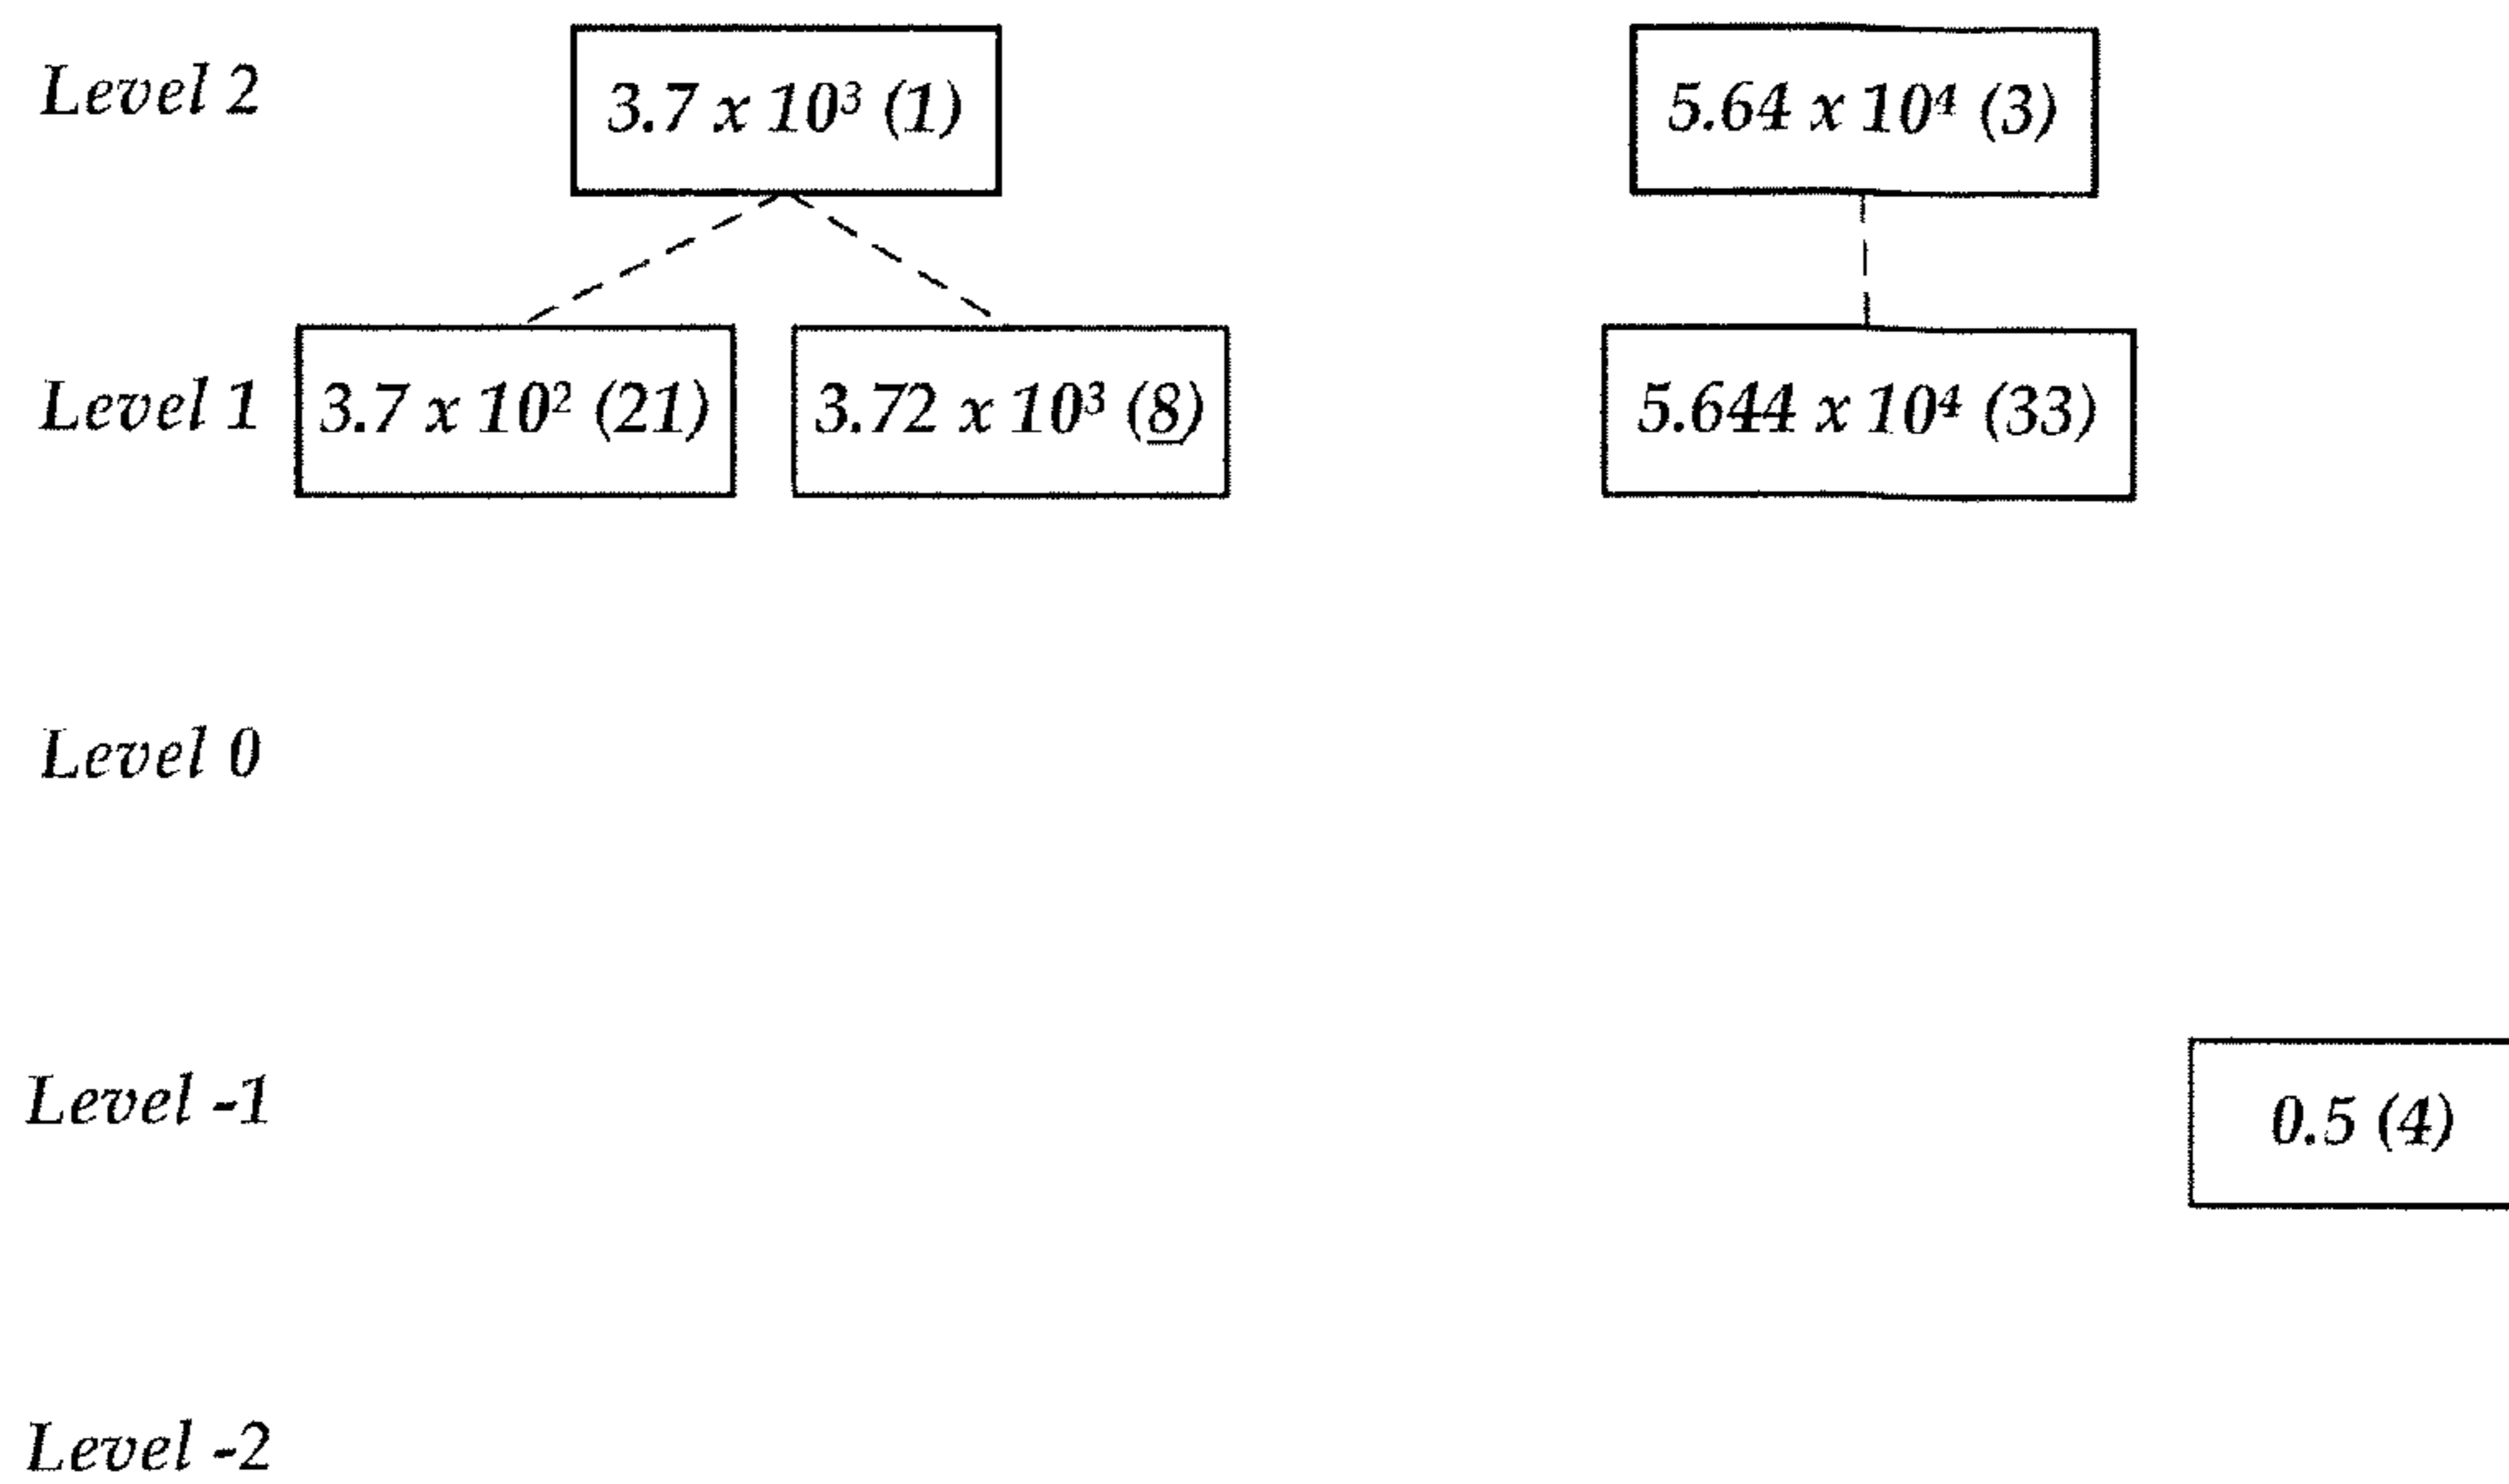 Level 2
3.7 x 10³ (1)
5.64 x 10⁴ (3)
Level 1
3.7 x 10² (21)
3.72 x 10³ (8)
5.644 x 10⁴ (33)
Level 0
Level -1
0.5 (4)
Level -2